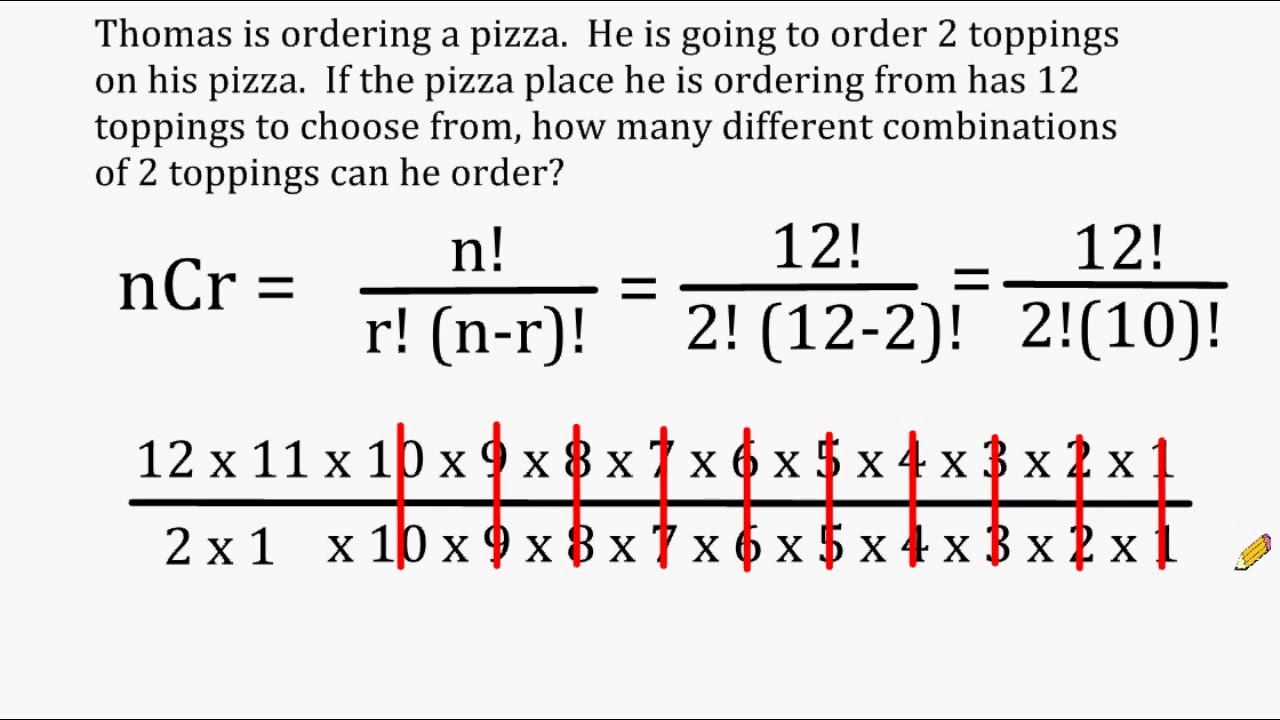 Thomas is ordering a pizza.  He is going to order 2 toppings
on his pizza.  If the pizza place he is ordering from has 12
toppings to choose from, how many different combinations
of 2 toppings can he order?
n! 12! 12!
nCr = = =
r! (n-r)! 2! (12-2)! 2!(10)!
12 x 11 x 10 x 9 x 8 x 7 x 6 x 5 x 4 x 3 x 2 x 1
2 x 1 x 10 x 9 x 8 x 7 x 6 x 5 x 4 x 3 x 2 x 1